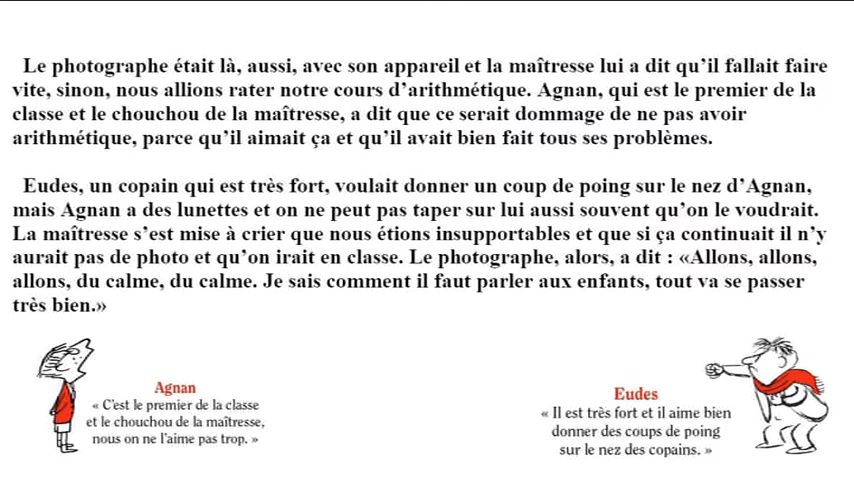 Le photographe était là, aussi, avec son appareil et la maîtresse lui a dit qu’il fallait faire
vite, sinon, nous allions rater notre cours d’arithmétique. Agnan, qui est le premier de la
classe et le chouchou de la maîtresse, a dit que ce serait dommage de ne pas avoir
arithmétique, parce qu’il aimait ça et qu’il avait bien fait tous ses problèmes.
Eudes, un copain qui est très fort, voulait donner un coup de poing sur le nez d’Agnan,
mais Agnan a des lunettes et on ne peut pas taper sur lui aussi souvent qu’on le voudrait.
La maîtresse s’est mise à crier que nous étions insupportables et que si ça continuait il n’y
aurait pas de photo et qu’on irait en classe. Le photographe, alors, a dit : «Allons, allons,
allons, du calme, du calme. Je sais comment il faut parler aux enfants, tout va se passer
très bien.»
Agnan
« C’est le premier de la classe
et le chouchou de la maîtresse,
nous on ne l’aime pas trop. »
Eudes
« Il est très fort et il aime bien
donner des coups de poing
sur le nez des copains. »